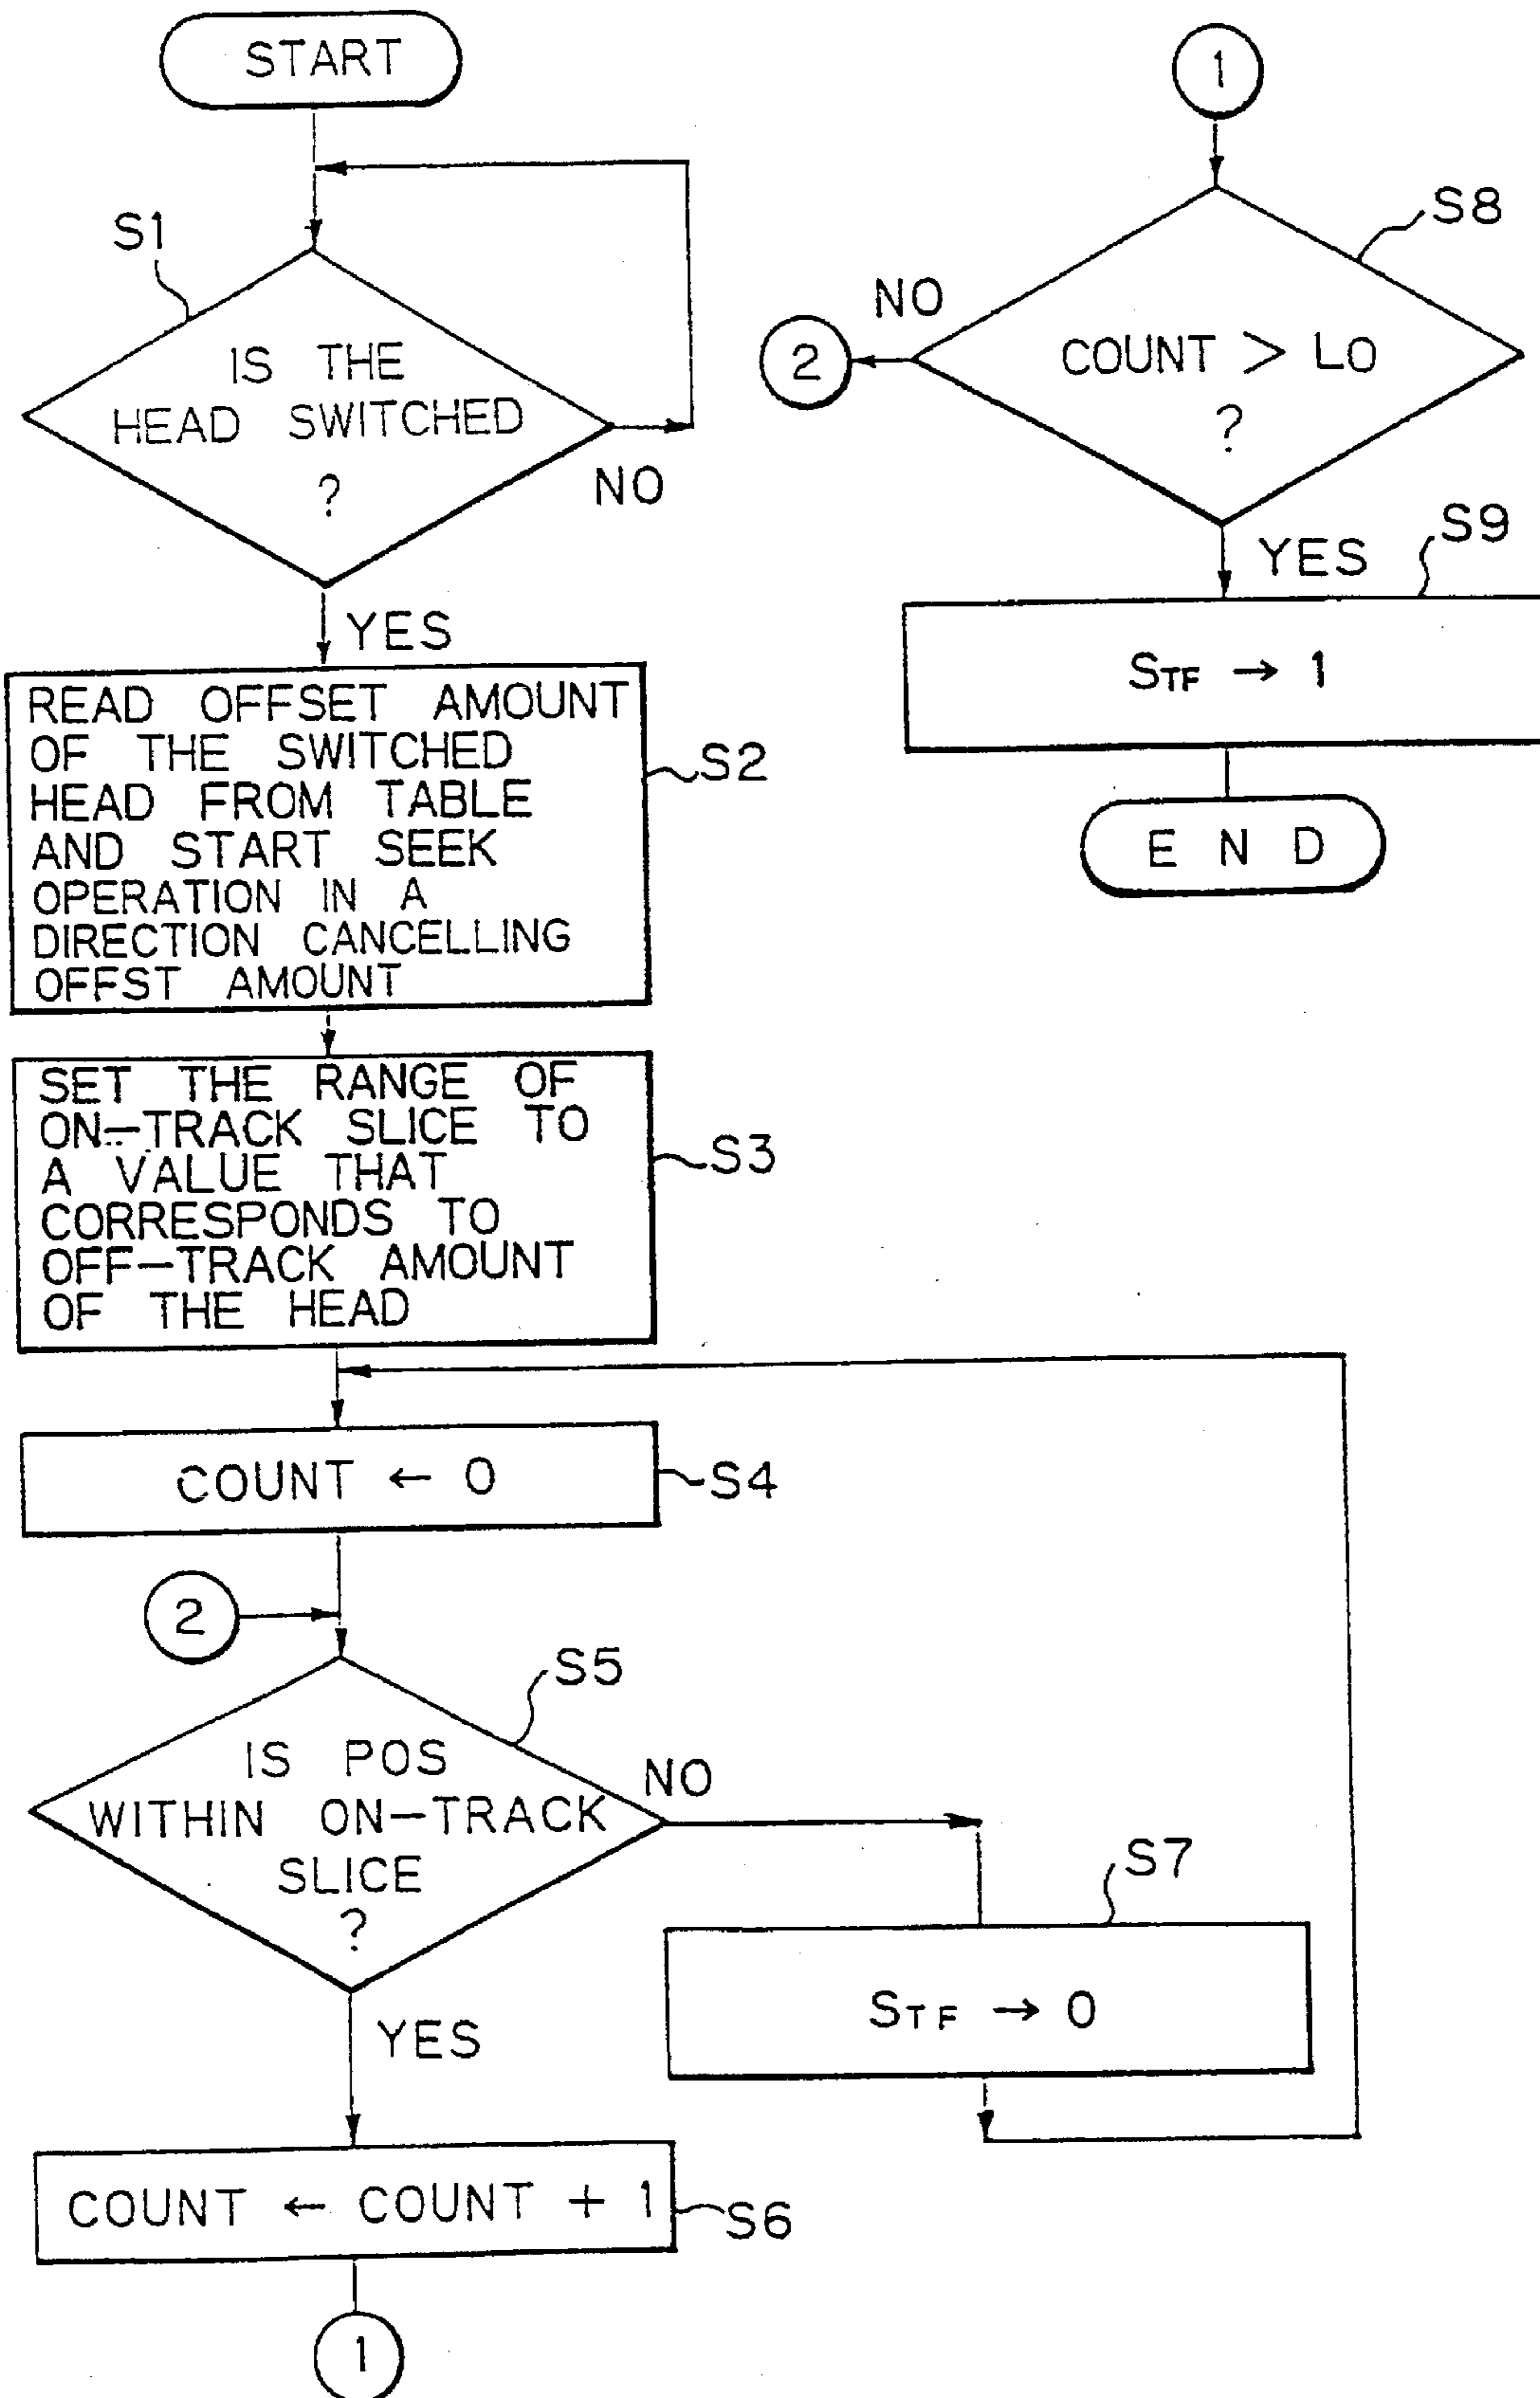 START
S1
IS THE
HEAD SWITCHED
?
NO
YES
READ OFFSET AMOUNT
OF THE SWITCHED
HEAD FROM TABLE
AND START SEEK
OPERATION IN A
DIRECTION CANCELLING
OFFST AMOUNT
S2
SET THE RANGE OF
ON-TRACK SLICE TO
A VALUE THAT
CORRESPONDS TO
OFF-TRACK AMOUNT
OF THE HEAD
S3
COUNT ← 0
S4
2
S5
IS POS
WITHIN ON-TRACK
SLICE
?
NO
YES
S7
STF → 0
COUNT ← COUNT + 1
S6
1
1
S8
COUNT > LO
?
NO
2
YES
S9
STF → 1
END